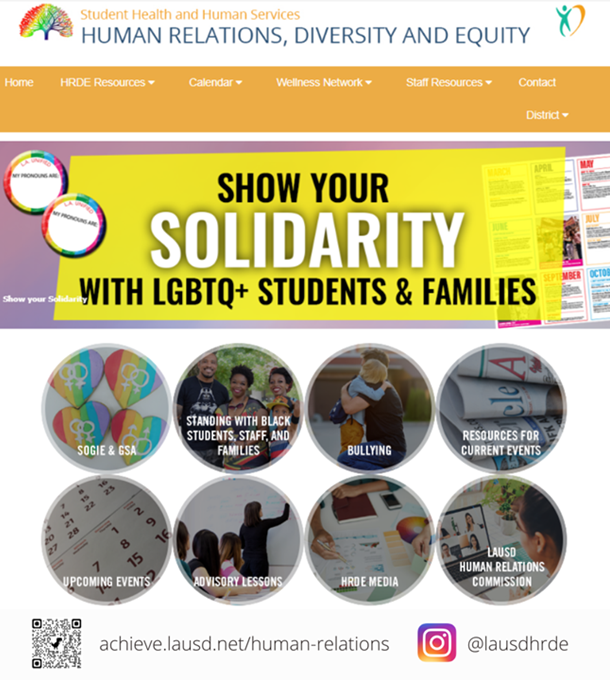 Student Health and Human Services
HUMAN RELATIONS, DIVERSITY AND EQUITY
Home HRDE Resources Calendar Wellness Network Staff Resources Contact
District
L.A. UNIFIED
MY PRONOUNS ARE:
L.A. UNIFIED
MY PRONOUNS ARE:
SHOW YOUR
SOLIDARITY
WITH LGBTQ+ STUDENTS & FAMILIES
Show your Solidarity
MARCH
APRIL
MAY
JUNE
JULY
SEPTEMBER
OCTOB
SOGIE & GSA
STANDING WITH BLACK
STUDENTS, STAFF, AND
FAMILIES
BULLYING
RESOURCES FOR
CURRENT EVENTS
UPCOMING EVENTS
ADVISORY LESSONS
HRDE MEDIA
LAUSD
HUMAN RELATIONS
COMMISSION
achieve.lausd.net/human-relations
@lausdhrde